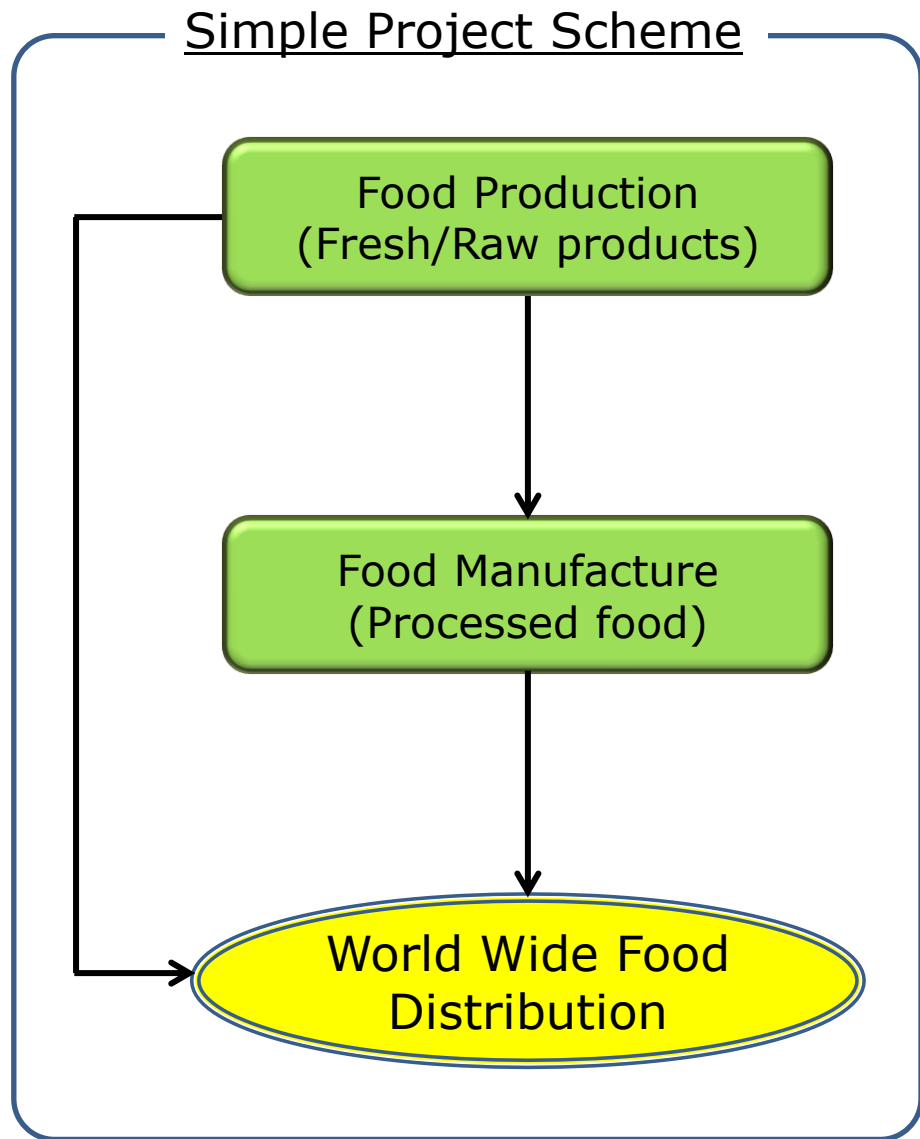 Simple Project Scheme
Food Production
(Fresh/Raw products)
Food Manufacture
(Processed food)
World Wide Food
Distribution